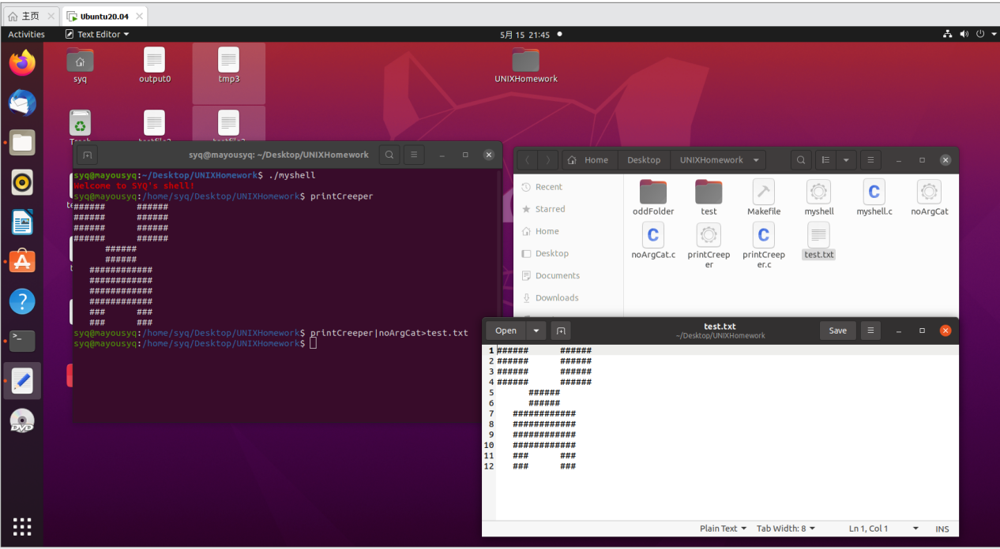 主页
Ubuntu20.04
Activities
Text Editor
5月 15 21:45
syq
output0
tmp3
UNIXHomework
syq@mayousyq: ~/Desktop/UNIXHomework
syq@mayousyq:~/Desktop/UNIXHomework$ ./myshell
Welcome to SYQ's shell!
syq@mayousyq:/home/syq/Desktop/UNIXHomework$ printCreeper
######      ######
######      ######
######      ######
######      ######
      ######
      ######
   ############
   ############
   ############
   ############
   ###      ###
   ###      ###
syq@mayousyq:/home/syq/Desktop/UNIXHomework$ printCreeper|noArgCat>test.txt
syq@mayousyq:/home/syq/Desktop/UNIXHomework$
Home
Desktop
UNIXHomework
Recent
Starred
Home
Desktop
Documents
Downloads
oddFolder
test
Makefile
myshell
myshell.c
noArgCat
noArgCat.c
printCreep
er
printCreep
er.c
test.txt
Open
test.txt
~/Desktop/UNIXHomework
Save
1 ######      ######
2 ######      ######
3 ######      ######
4 ######      ######
5       ######
6       ######
7    ############
8    ############
9    ############
10    ############
11    ###      ###
12    ###      ###
Plain Text
Tab Width: 8
Ln 1, Col 1
INS
DVD